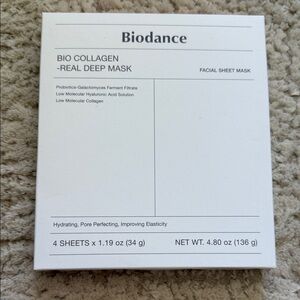 Biodance
BIO COLLAGEN
-REAL DEEP MASK
FACIAL SHEET MASK
Probiotics-Galactomyces Ferment Filtrate
Low Molecular Hyaluronic Acid Solution
Low Molecular Collagen
Hydrating, Pore Perfecting, Improving Elasticity
4 SHEETS x 1.19 oz (34 g)
NET WT. 4.80 oz (136 g)